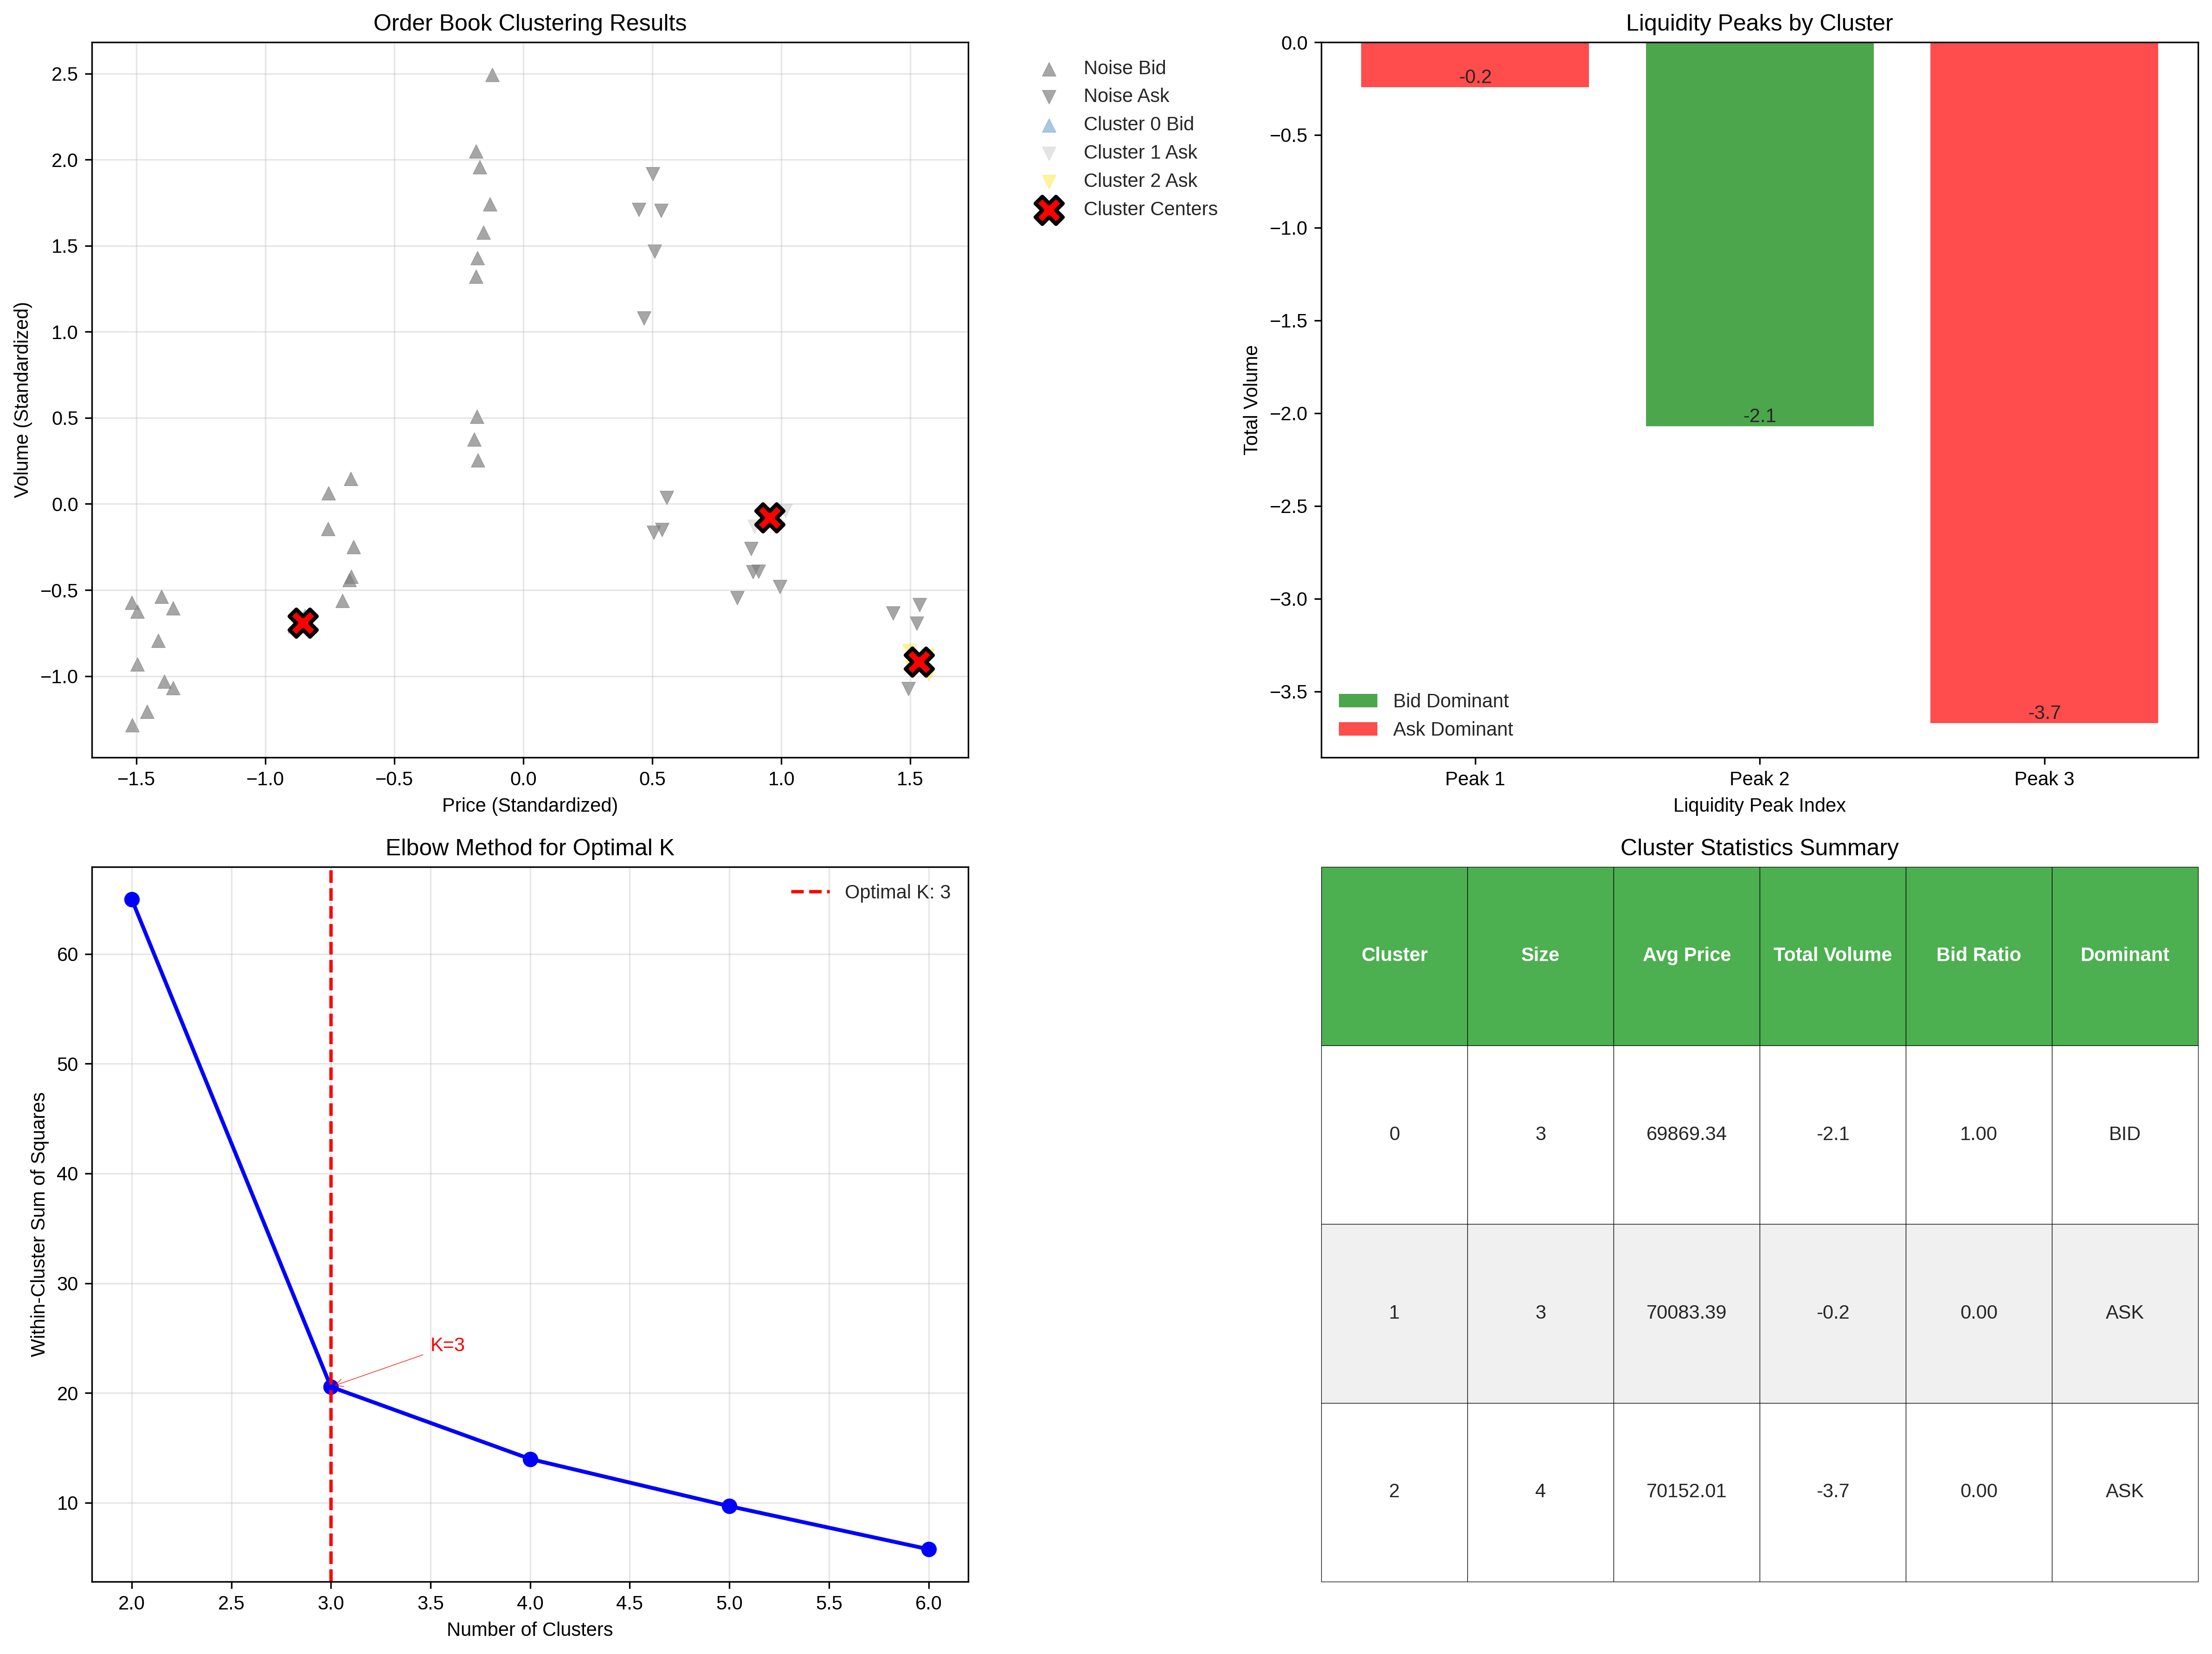 Order Book Clustering Results
2.5
2.0
1.5
1.0
0.5
0.0
−0.5
−1.0
Volume (Standardized)
−1.5
−1.0
−0.5
0.0
0.5
1.0
1.5
Price (Standardized)
Noise Bid
Noise Ask
Cluster 0 Bid
Cluster 1 Ask
Cluster 2 Ask
Cluster Centers
Liquidity Peaks by Cluster
0.0
−0.5
−1.0
−1.5
−2.0
−2.5
−3.0
−3.5
Total Volume
-0.2
-2.1
-3.7
Bid Dominant
Ask Dominant
Peak 1
Peak 2
Peak 3
Liquidity Peak Index
Elbow Method for Optimal K
60
50
40
30
20
10
Within-Cluster Sum of Squares
Optimal K: 3
K=3
2.0
2.5
3.0
3.5
4.0
4.5
5.0
5.5
6.0
Number of Clusters
Cluster Statistics Summary
Cluster Size Avg Price Total Volume Bid Ratio Dominant
0 3 69869.34 -2.1 1.00 BID
1 3 70083.39 -0.2 0.00 ASK
2 4 70152.01 -3.7 0.00 ASK